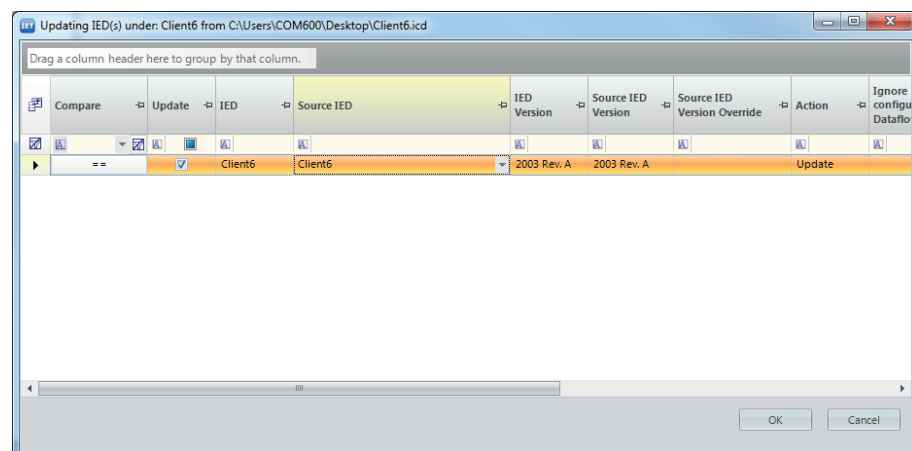 IET Updating IED(s) under: Client6 from C:\Users\COM600\Desktop\Client6.icd
Drag a column header here to group by that column.
Compare Update IED Source IED IED Version Source IED Version Source IED Version Override Action Ignore configu Dataflo
== Client6 Client6 2003 Rev. A 2003 Rev. A Update
OK Cancel